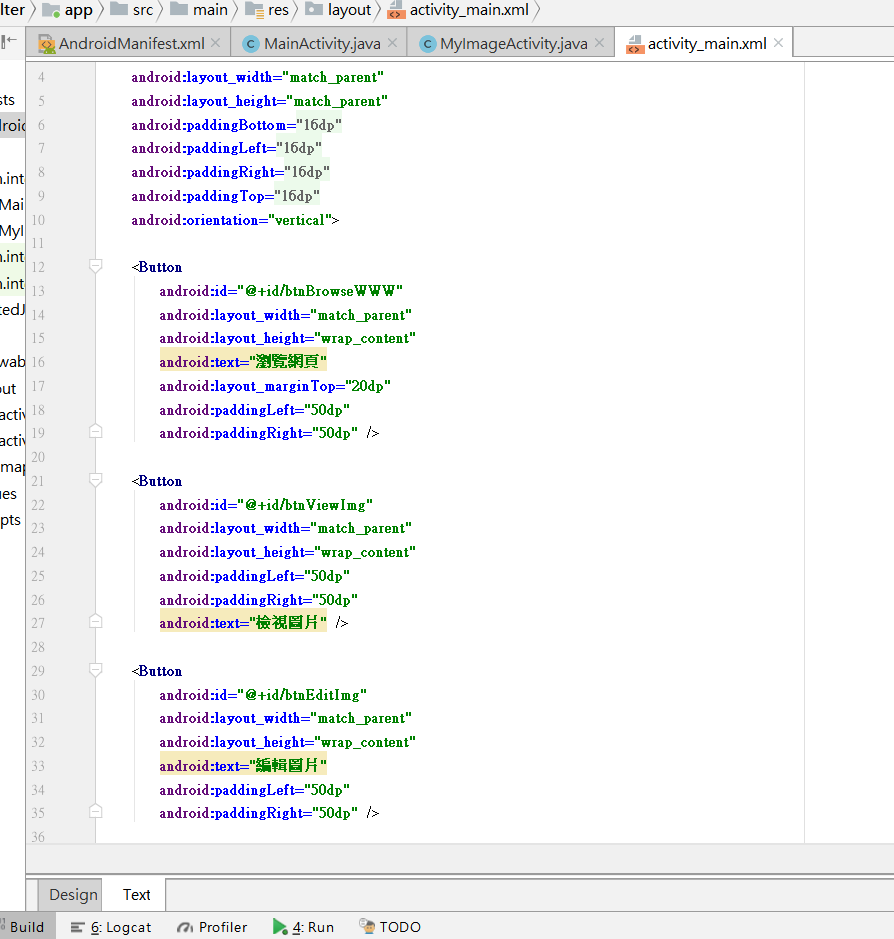 lter app src main res layout activity_main.xml
AndroidManifest.xml MainActivity.java MyImageActivity.java activity_main.xml
4 android:layout_width="match_parent"
5 android:layout_height="match_parent"
6 android:paddingBottom="16dp"
7 android:paddingLeft="16dp"
8 android:paddingRight="16dp"
9 android:paddingTop="16dp"
10 android:orientation="vertical">
11
12 <Button
13 android:id="@+id/btnBrowseWWW"
14 android:layout_width="match_parent"
15 android:layout_height="wrap_content"
16 android:text="瀏覽網頁"
17 android:layout_marginTop="20dp"
18 android:paddingLeft="50dp"
19 android:paddingRight="50dp" />
20
21 <Button
22 android:id="@+id/btnViewImg"
23 android:layout_width="match_parent"
24 android:layout_height="wrap_content"
25 android:paddingLeft="50dp"
26 android:paddingRight="50dp"
27 android:text="檢視圖片" />
28
29 <Button
30 android:id="@+id/btnEditImg"
31 android:layout_width="match_parent"
32 android:layout_height="wrap_content"
33 android:text="編輯圖片"
34 android:paddingLeft="50dp"
35 android:paddingRight="50dp" />
36
sts
droid
n.inte
Mai
MyI
n.inte
n.inte
tedJ
wab
out
activ
activ
map
ues
pts
Design Text
Build 6: Logcat Profiler 4: Run TODO